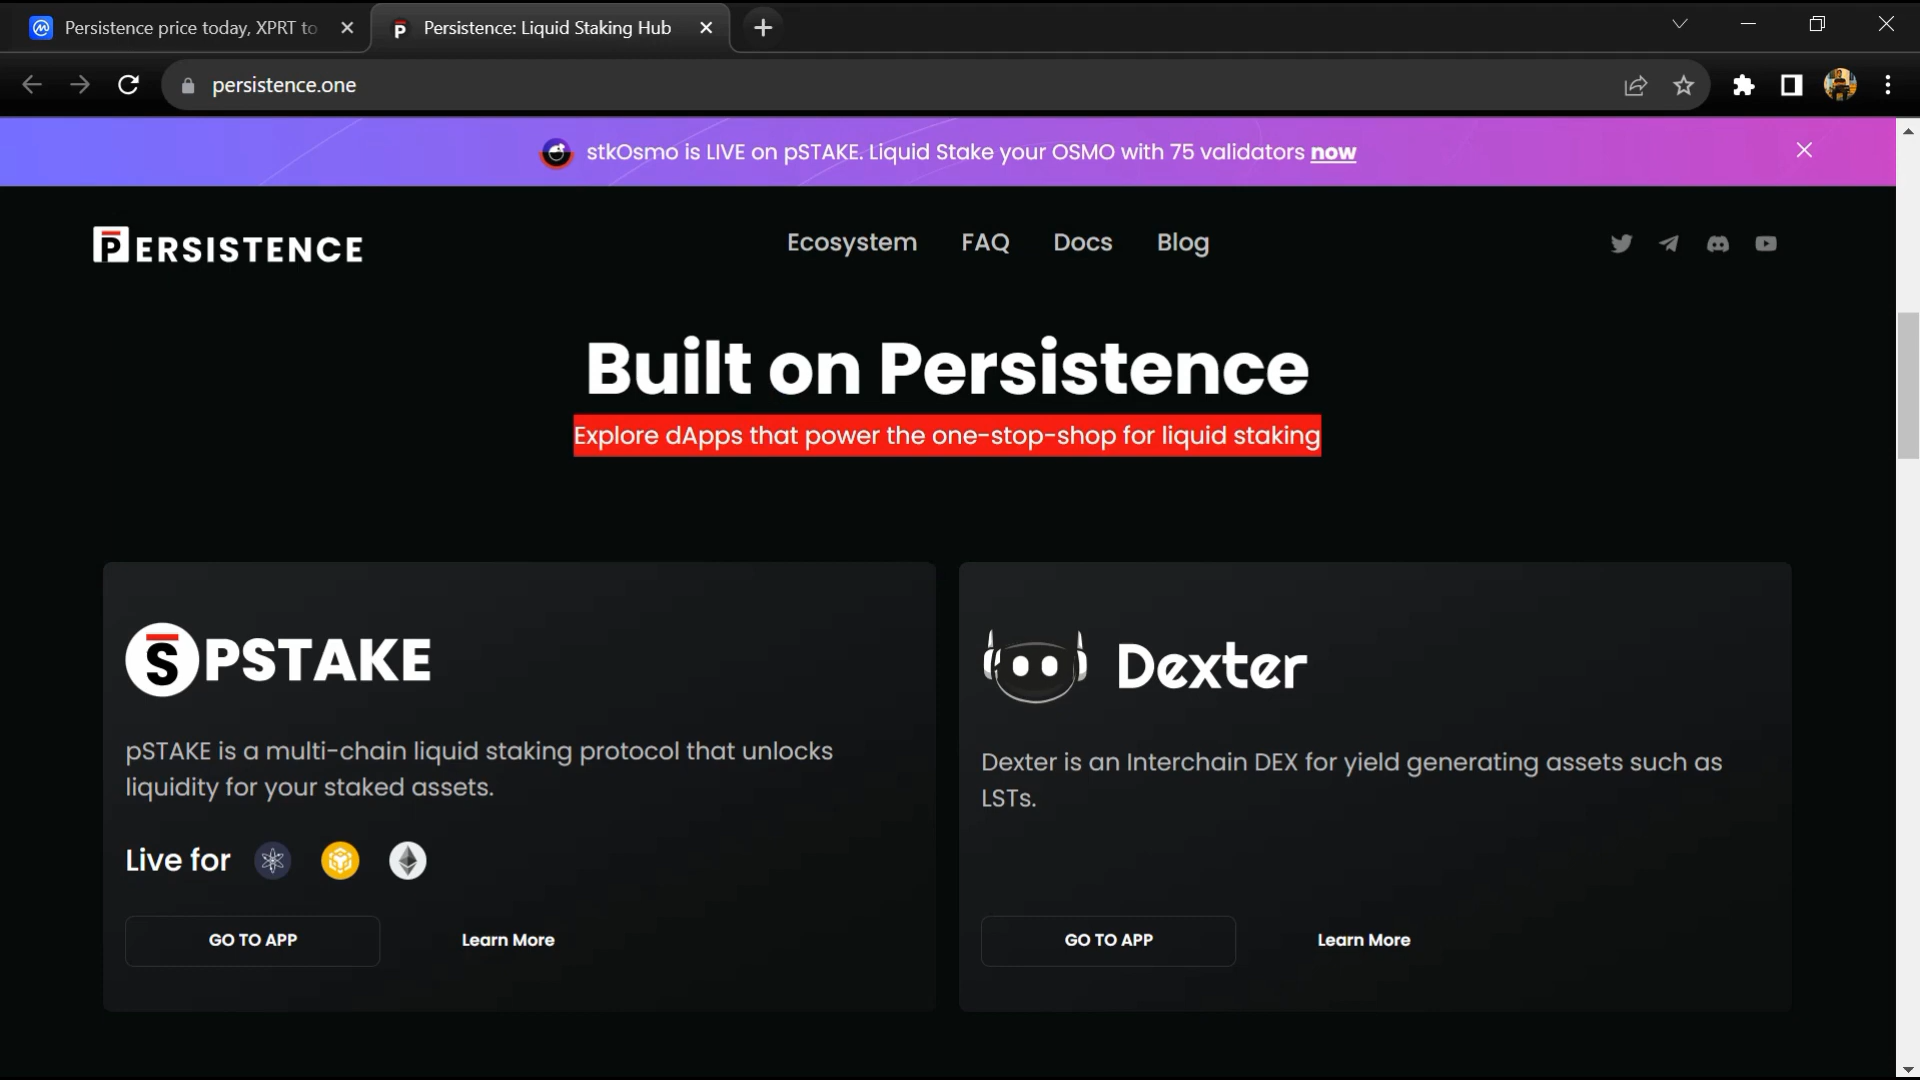 Persistence price today, XPRT to
Persistence: Liquid Staking Hub
persistence.one
stkOsmo is LIVE on pSTAKE. Liquid Stake your OSMO with 75 validators now
PERSISTENCE
Ecosystem FAQ Docs Blog
Built on Persistence
Explore dApps that power the one-stop-shop for liquid staking
PSTAKE
pSTAKE is a multi-chain liquid staking protocol that unlocks
liquidity for your staked assets.
Live for
GO TO APP Learn More
Dexter
Dexter is an Interchain DEX for yield generating assets such as
LSTs.
GO TO APP Learn More